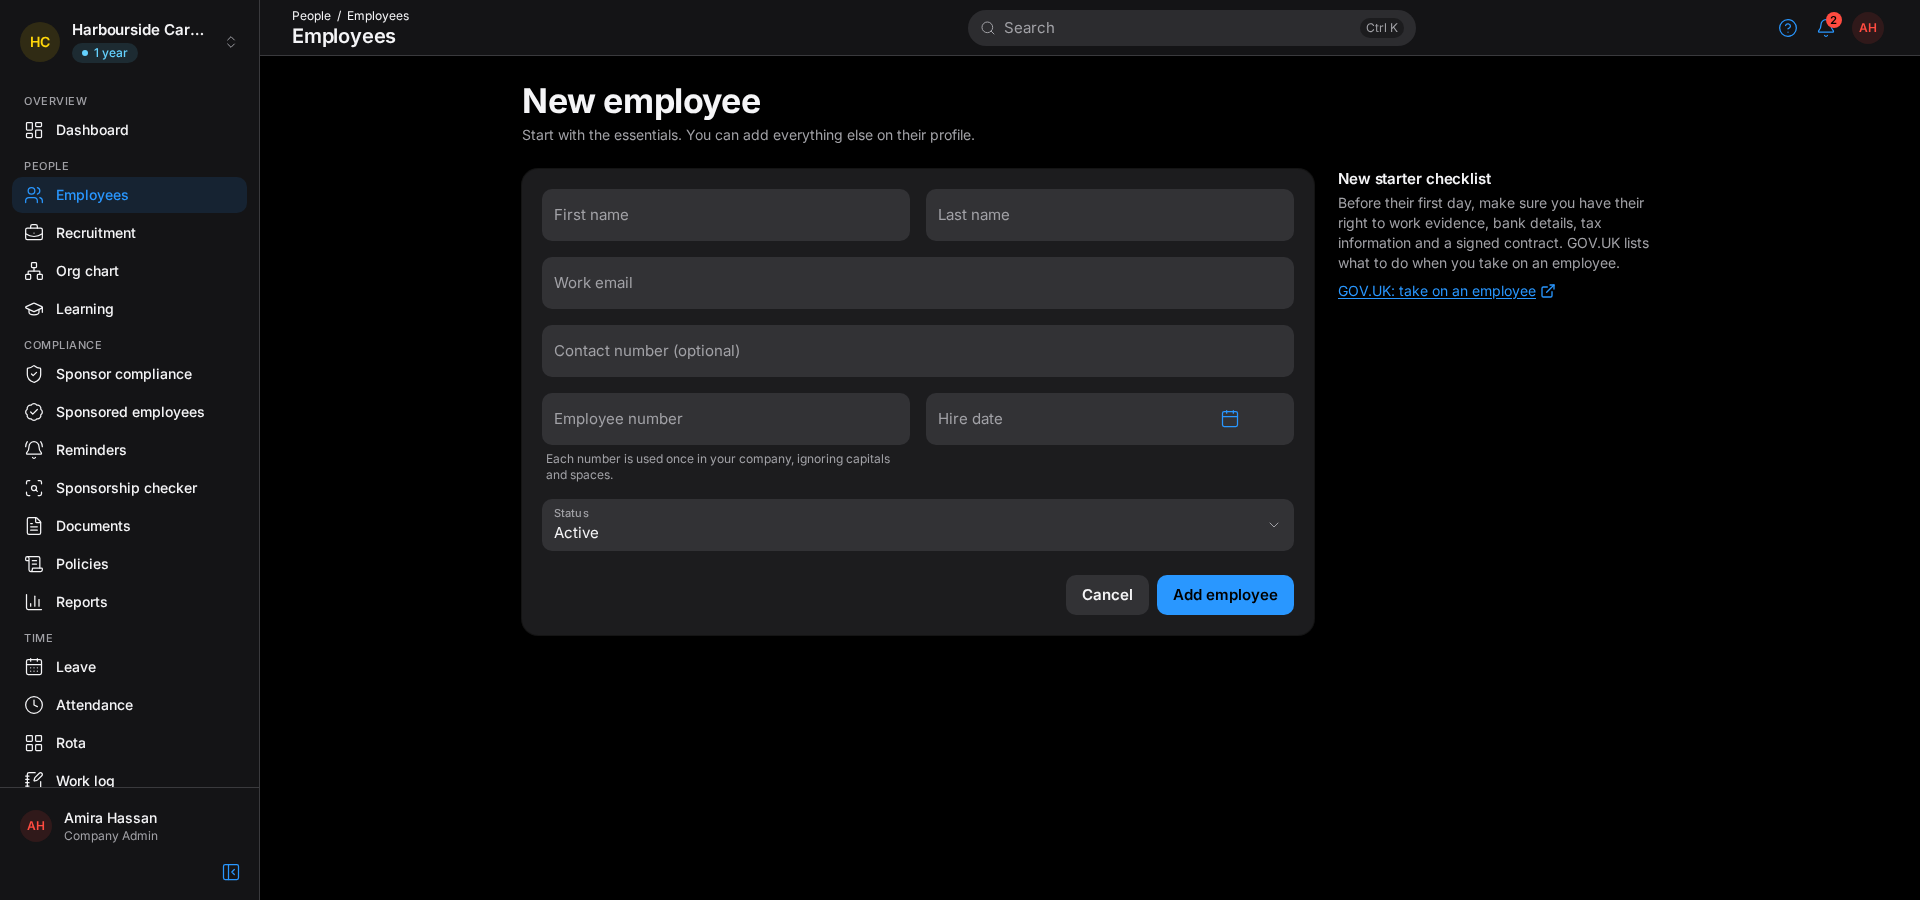 HC
Harbourside Car...
1 year
OVERVIEW
Dashboard
PEOPLE
Employees
Recruitment
Org chart
Learning
COMPLIANCE
Sponsor compliance
Sponsored employees
Reminders
Sponsorship checker
Documents
Policies
Reports
TIME
Leave
Attendance
Rota
Work log
AH
Amira Hassan
Company Admin
People / Employees
Employees
Search
Ctrl K
2
AH
New employee
Start with the essentials. You can add everything else on their profile.
First name
Last name
Work email
Contact number (optional)
Employee number
Hire date
Each number is used once in your company, ignoring capitals
and spaces.
Status
Active
Cancel
Add employee
New starter checklist
Before their first day, make sure you have their
right to work evidence, bank details, tax
information and a signed contract. GOV.UK lists
what to do when you take on an employee.
GOV.UK: take on an employee